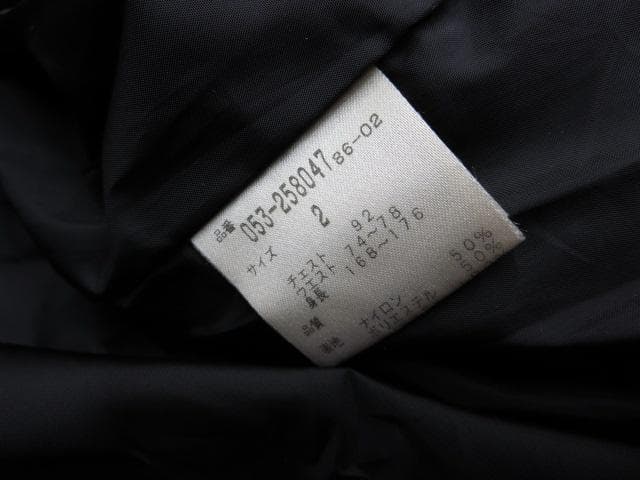 品番 053-258047 86-02
サイズ 2
チェスト 92
ウエスト 74~78
身長 168~176
品質
表地 ナイロン 50%
ポリエステル 50%